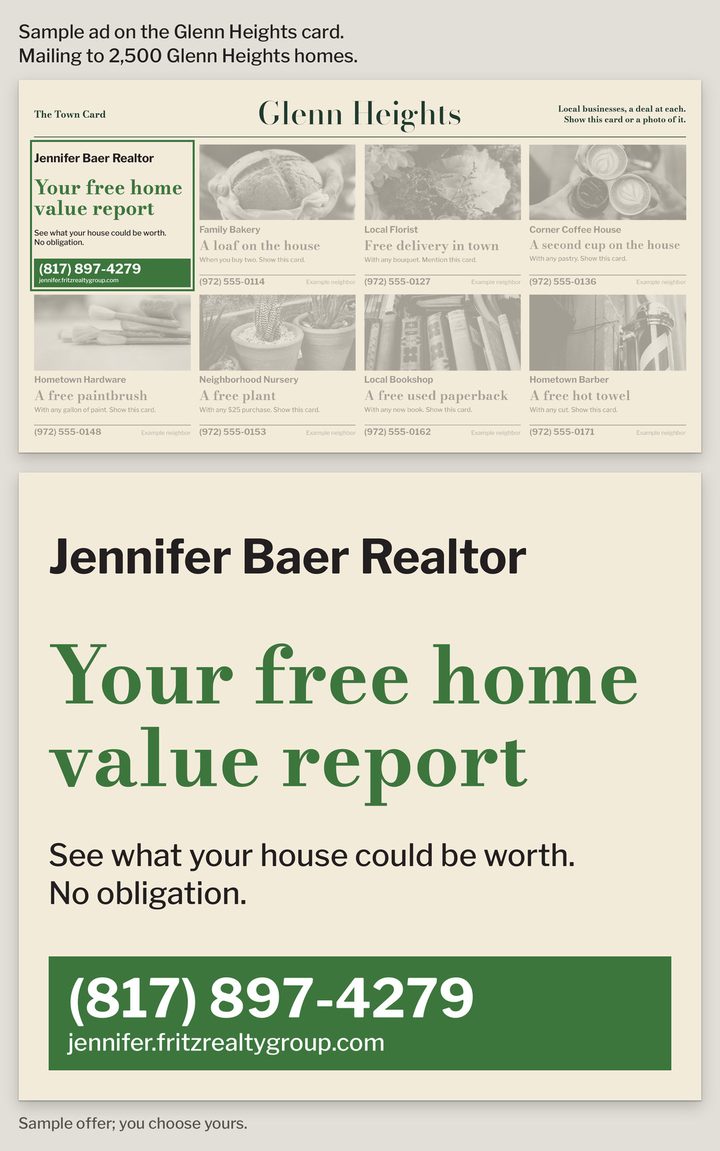 Sample ad on the Glenn Heights card.
Mailing to 2,500 Glenn Heights homes.
The Town Card
Glenn Heights
Local businesses, a deal at each.
Show this card or a photo of it.
Jennifer Baer Realtor
Your free home
value report
See what your house could be worth.
No obligation.
(817) 897-4279
jennifer.fritzrealtygroup.com
Family Bakery
A loaf on the house
When you buy two. Show this card.
(972) 555-0114
Example neighbor
Local Florist
Free delivery in town
With any bouquet. Mention this card.
(972) 555-0127
Example neighbor
Corner Coffee House
A second cup on the house
With any pastry. Show this card.
(972) 555-0136
Example neighbor
Hometown Hardware
A free paintbrush
With any gallon of paint. Show this card.
(972) 555-0148
Example neighbor
Neighborhood Nursery
A free plant
With any $25 purchase. Show this card.
(972) 555-0153
Example neighbor
Local Bookshop
A free used paperback
With any new book. Show this card.
(972) 555-0162
Example neighbor
Hometown Barber
A free hot towel
With any cut. Show this card.
(972) 555-0171
Example neighbor
Jennifer Baer Realtor
Your free home
value report
See what your house could be worth.
No obligation.
(817) 897-4279
jennifer.fritzrealtygroup.com
Sample offer; you choose yours.